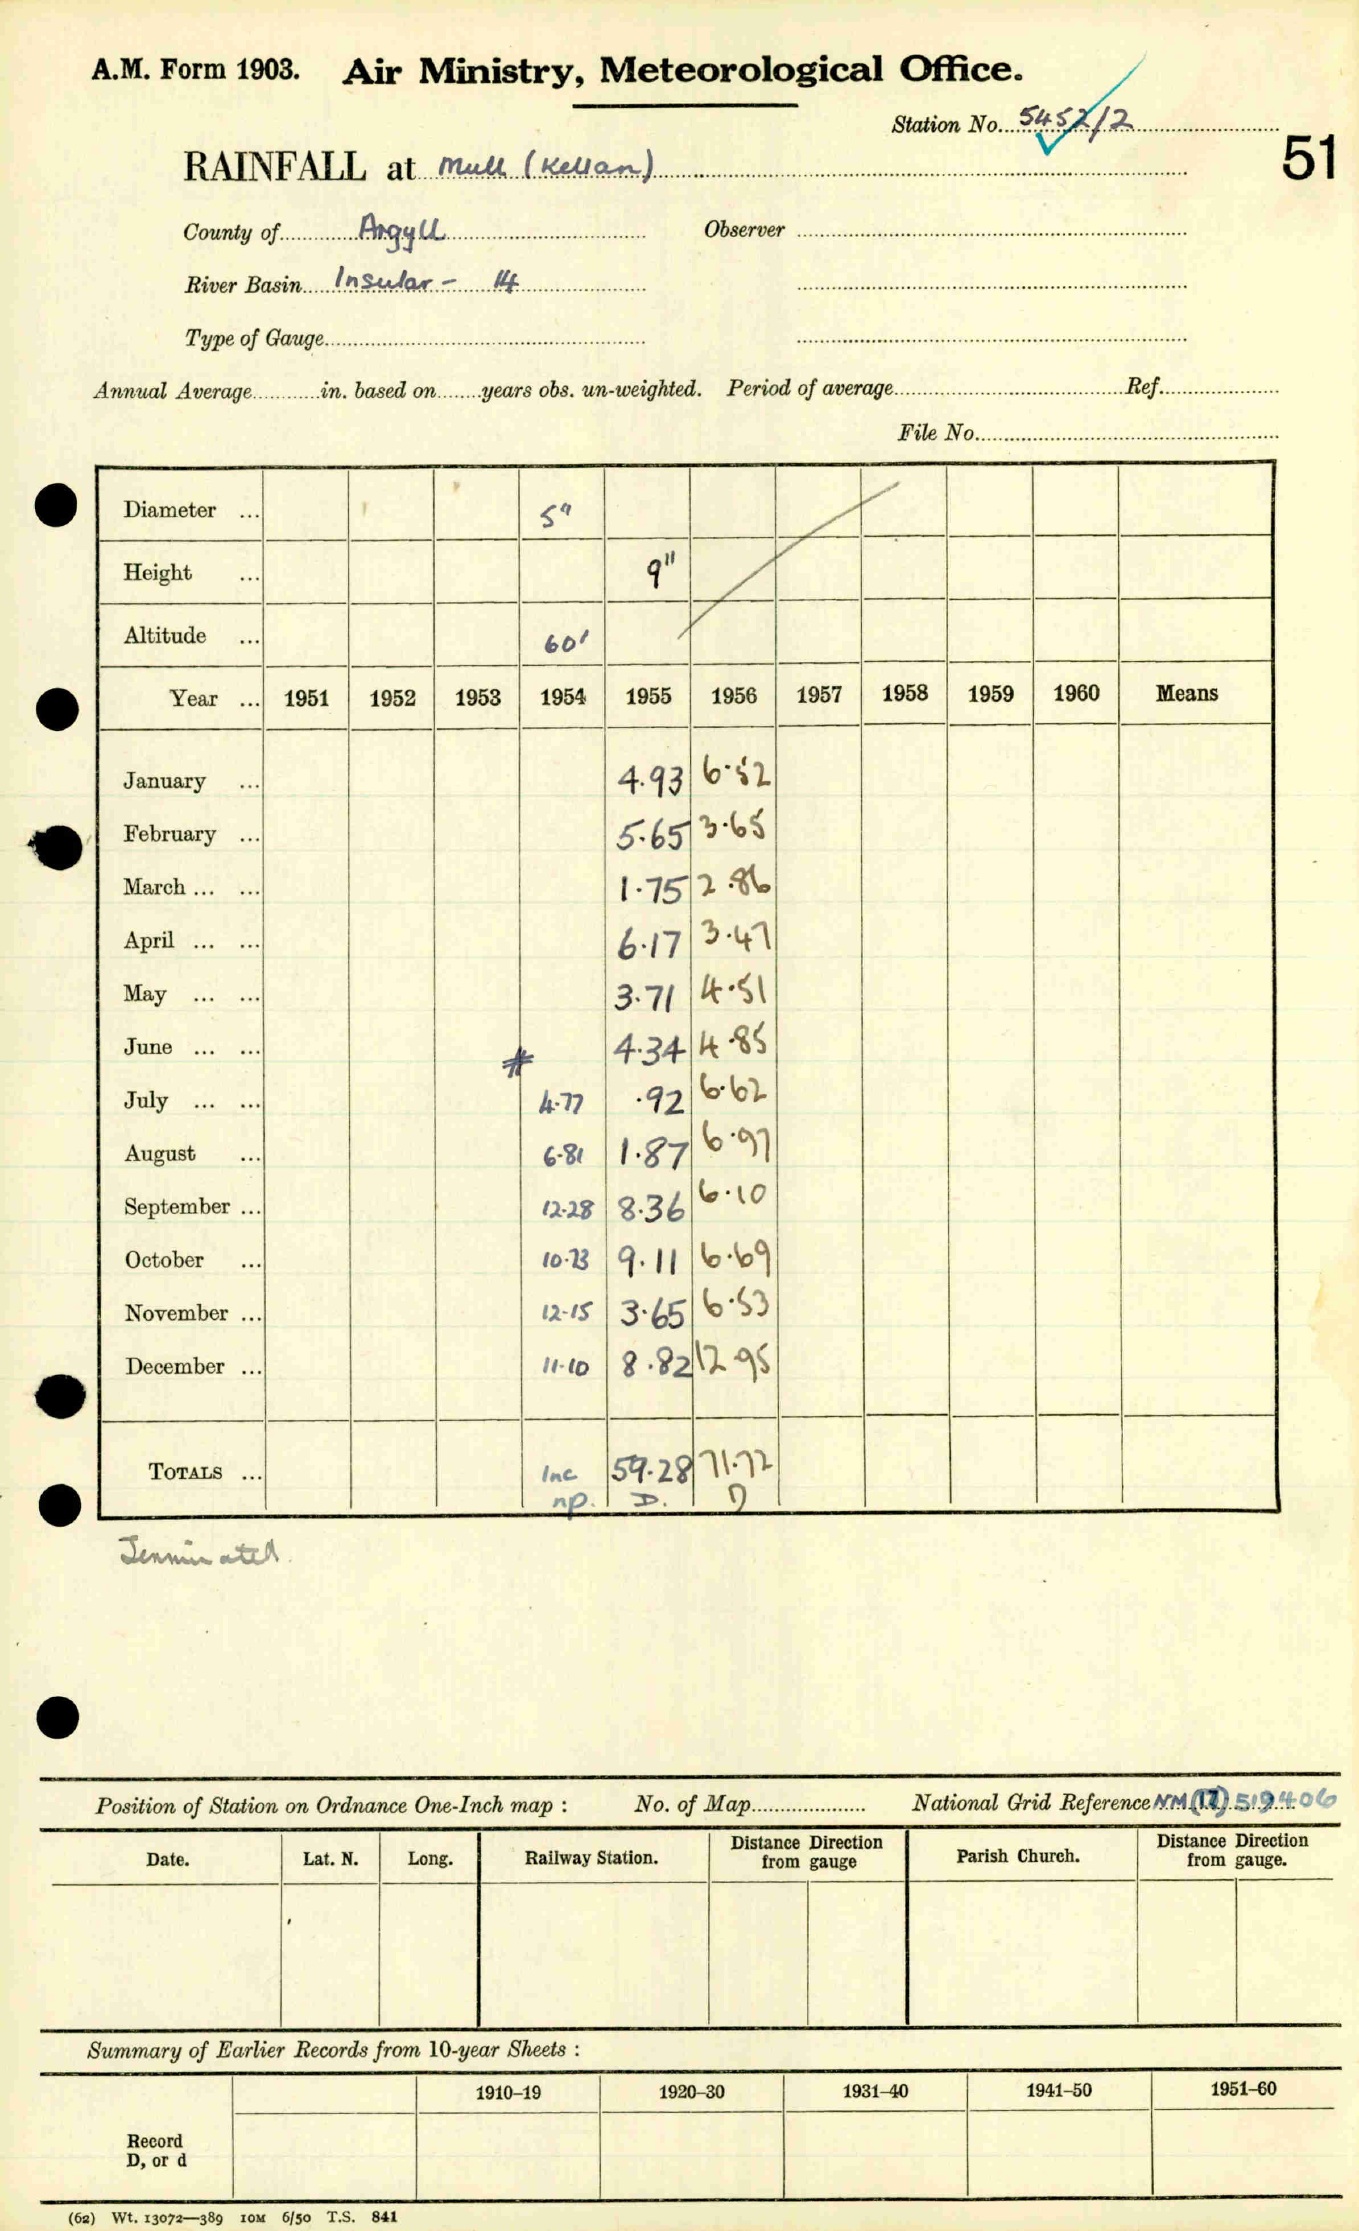 A.M. Form 1903. Air Ministry, Meteorological Office.
Station No. 5452/2
51
RAINFALL at Mull (Kellan)
County of Argyll Observer
River Basin Insular - 14
Type of Gauge
Annual Average in. based on years obs. un-weighted. Period of average Ref.
File No.
Diameter ... 5"
Height ... 9"
Altitude ... 60'
Year ... 1951 1952 1953 1954 1955 1956 1957 1958 1959 1960 Means
January ... 4.93 6.52
February ... 5.65 3.65
March ... ... 1.75 2.86
April ... ... 6.17 3.47
May ... ... 3.71 4.51
June ... ... 4.34 4.85
July ... ... 4.77 .92 6.62
August ... 6.81 1.87 6.97
September ... 12.28 8.36 6.10
October ... 10.73 9.11 6.69
November ... 12.15 3.65 6.53
December ... 11.10 8.82 12.95
TOTALS ... Inc 59.28 71.72
np. D. D
Terminated.
Position of Station on Ordnance One-Inch map : No. of Map National Grid Reference NM (17) 519406
Date. Lat. N. Long. Railway Station. Distance Direction from gauge Parish Church. Distance Direction from gauge.
Summary of Earlier Records from 10-year Sheets :
1910–19 1920–30 1931–40 1941–50 1951–60
Record
D, or d
(62) Wt. 13072—389 10M 6/50 T.S. 841